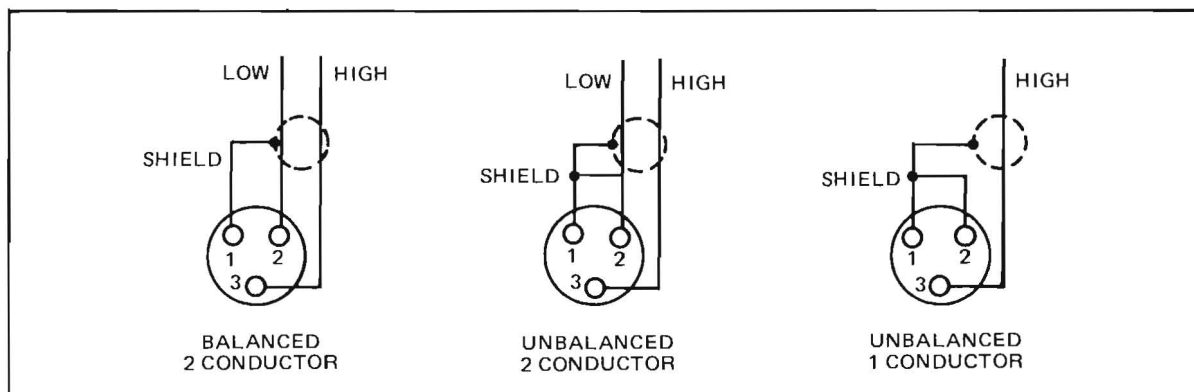 LOW HIGH
SHIELD
1 2
3
BALANCED
2 CONDUCTOR
LOW HIGH
SHIELD
1 2
3
UNBALANCED
2 CONDUCTOR
HIGH
SHIELD
1 2
3
UNBALANCED
1 CONDUCTOR